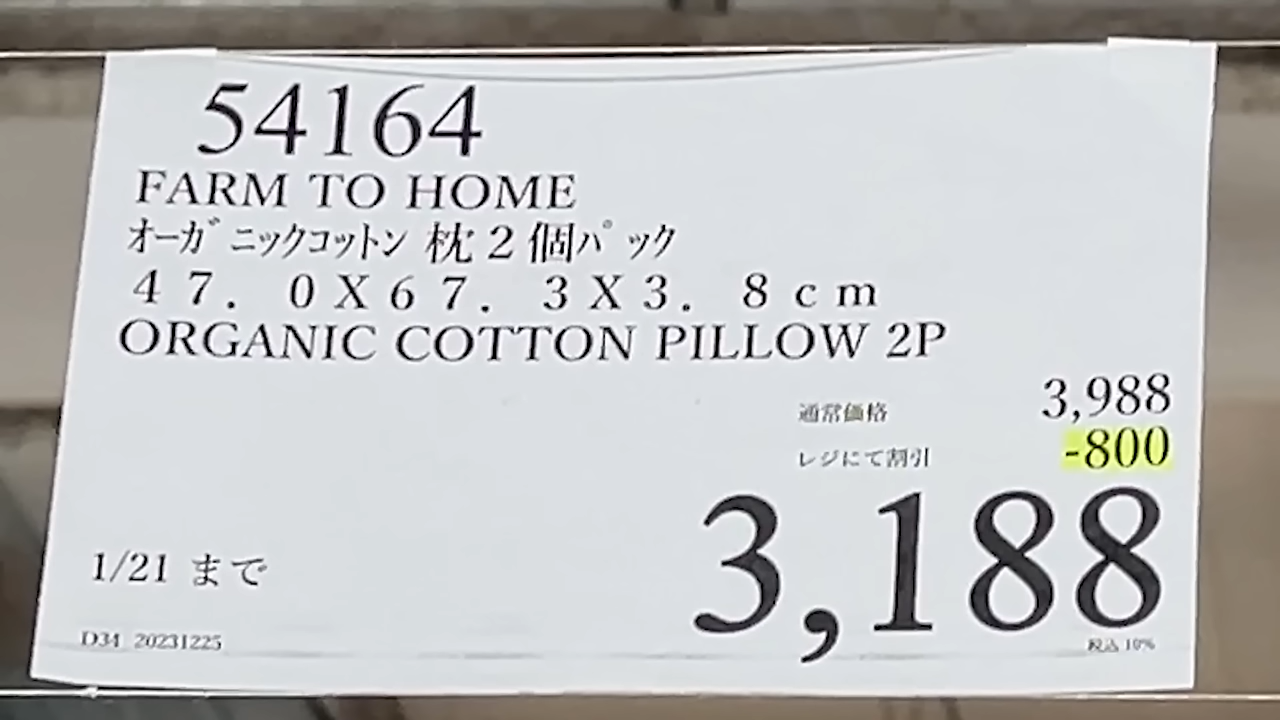 54164
FARM TO HOME
オーガニックコットン 枕2個パック
47.0X67.3X3.8cm
ORGANIC COTTON PILLOW 2P
通常価格 3,988
レジにて割引 -800
3,188
1/21 まで
D34 20231225
税込10%